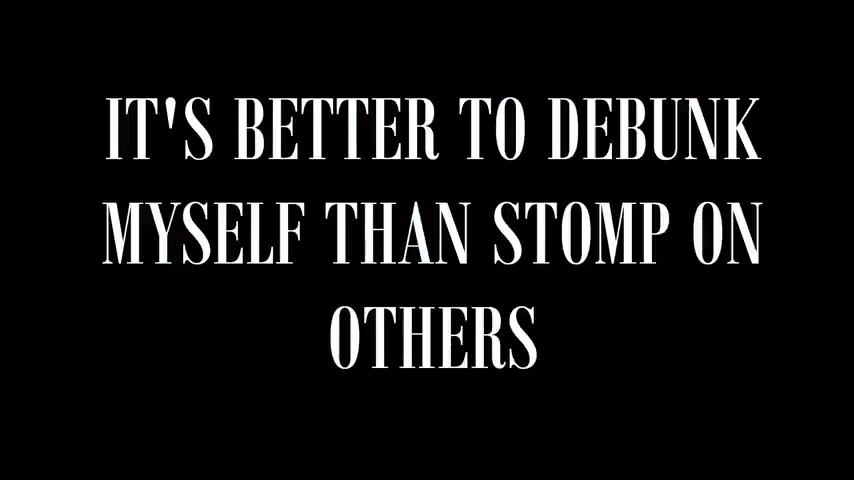 IT'S BETTER TO DEBUNK
MYSELF THAN STOMP ON
OTHERS